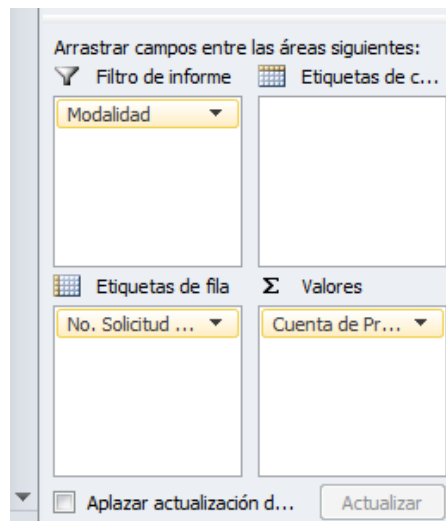 Arrastrar campos entre las áreas siguientes:
Filtro de informe
Etiquetas de c...
Modalidad
Etiquetas de fila
Σ Valores
No. Solicitud ...
Cuenta de Pr...
Aplazar actualización d...
Actualizar